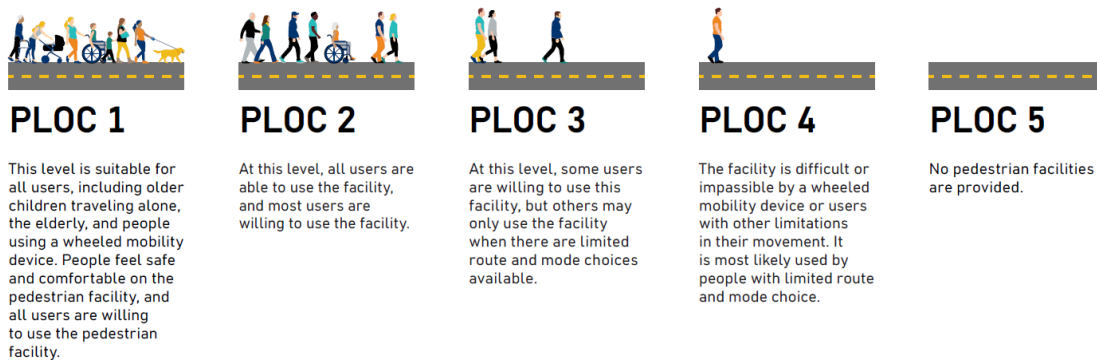 PLOC 1
This level is suitable for
all users, including older
children traveling alone,
the elderly, and people
using a wheeled mobility
device. People feel safe
and comfortable on the
pedestrian facility, and
all users are willing
to use the pedestrian
facility.
PLOC 2
At this level, all users are
able to use the facility,
and most users are
willing to use the facility.
PLOC 3
At this level, some users
are willing to use this
facility, but others may
only use the facility
when there are limited
route and mode choices
available.
PLOC 4
The facility is difficult or
impassible by a wheeled
mobility device or users
with other limitations
in their movement. It
is most likely used by
people with limited route
and mode choice.
PLOC 5
No pedestrian facilities
are provided.